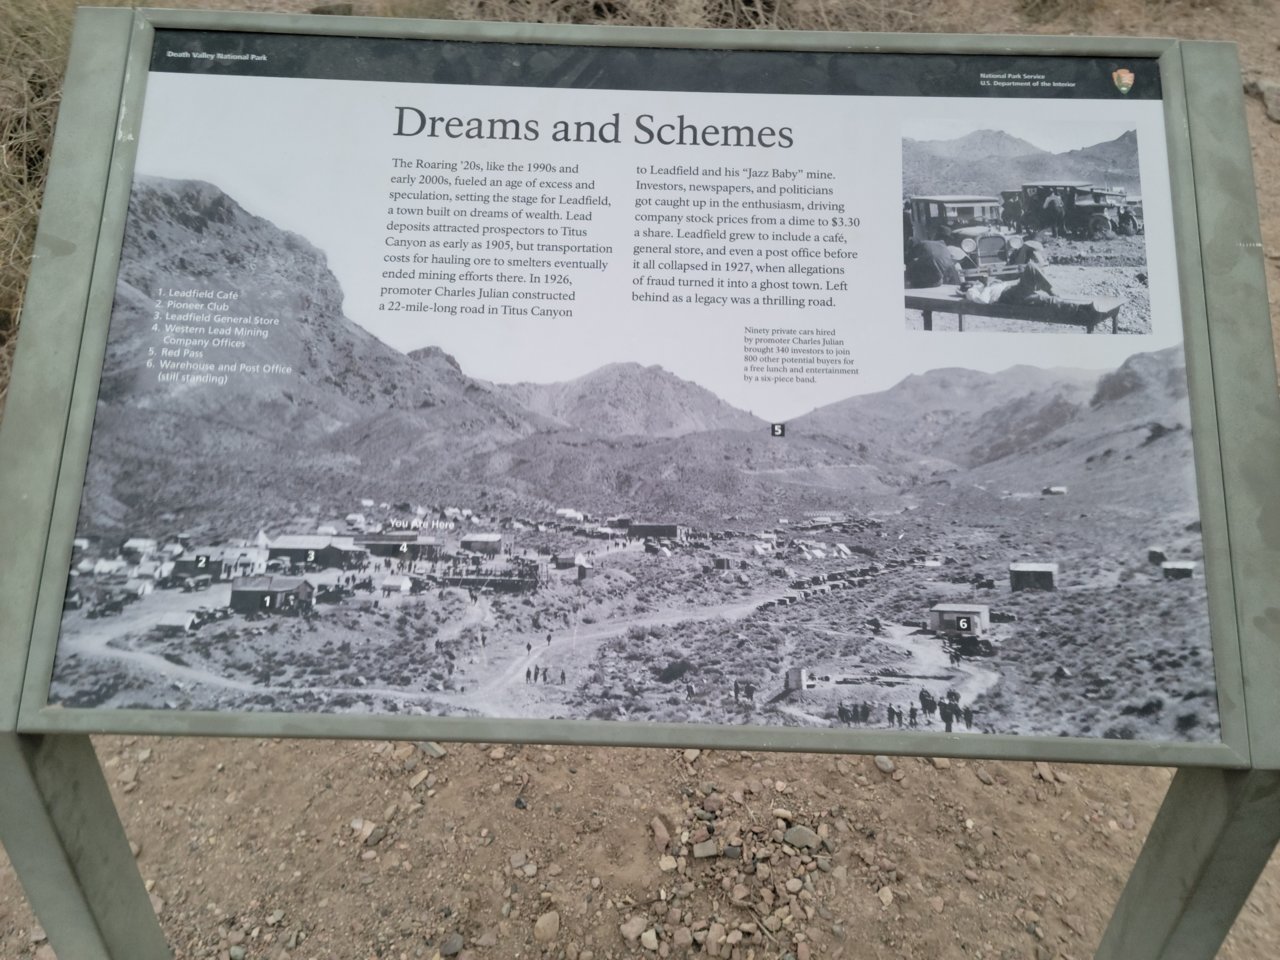 Death Valley National Park
National Park Service
U.S. Department of the Interior
Dreams and Schemes
The Roaring '20s, like the 1990s and
early 2000s, fueled an age of excess and
speculation, setting the stage for Leadfield,
a town built on dreams of wealth. Lead
deposits attracted prospectors to Titus
Canyon as early as 1905, but transportation
costs for hauling ore to smelters eventually
ended mining efforts there. In 1926,
promoter Charles Julian constructed
a 22-mile-long road in Titus Canyon
to Leadfield and his “Jazz Baby” mine.
Investors, newspapers, and politicians
got caught up in the enthusiasm, driving
company stock prices from a dime to $3.30
a share. Leadfield grew to include a café,
general store, and even a post office before
it all collapsed in 1927, when allegations
of fraud turned it into a ghost town. Left
behind as a legacy was a thrilling road.
Ninety private cars hired
by promoter Charles Julian
brought 340 investors to join
800 other potential buyers for
a free lunch and entertainment
by a six-piece band.
1. Leadfield Café
2. Pioneer Club
3. Leadfield General Store
4. Western Lead Mining
Company Offices
5. Red Pass
6. Warehouse and Post Office
(still standing)
5
You Are Here
4
3
2
1
6